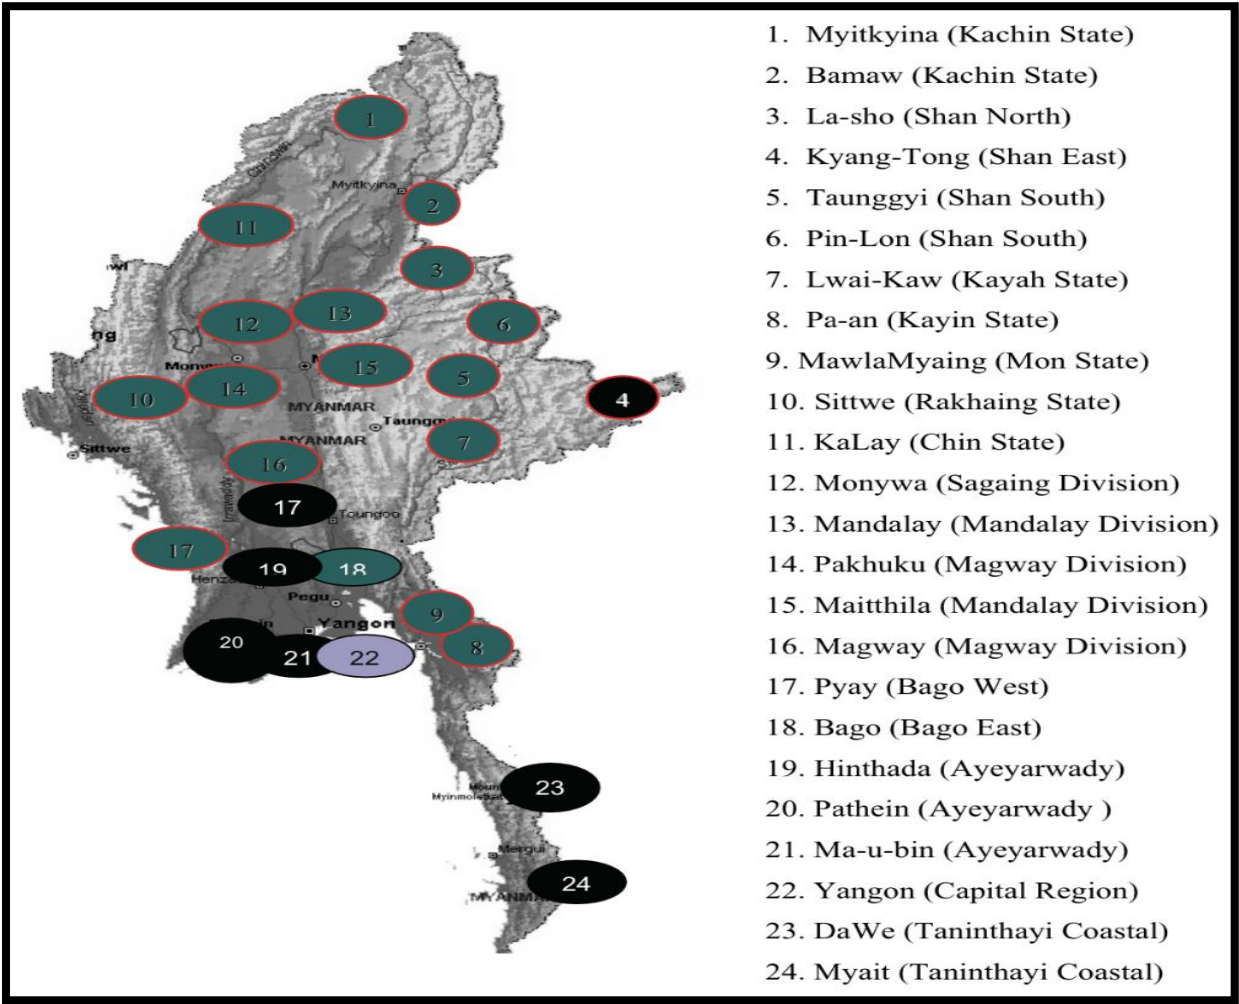 1. Myitkyina (Kachin State)
2. Bamaw (Kachin State)
3. La-sho (Shan North)
4. Kyang-Tong (Shan East)
5. Taunggyi (Shan South)
6. Pin-Lon (Shan South)
7. Lwai-Kaw (Kayah State)
8. Pa-an (Kayin State)
9. MawlaMyaing (Mon State)
10. Sittwe (Rakhaing State)
11. KaLay (Chin State)
12. Monywa (Sagaing Division)
13. Mandalay (Mandalay Division)
14. Pakhuku (Magway Division)
15. Maitthila (Mandalay Division)
16. Magway (Magway Division)
17. Pyay (Bago West)
18. Bago (Bago East)
19. Hinthada (Ayeyarwady)
20. Pathein (Ayeyarwady )
21. Ma-u-bin (Ayeyarwady)
22. Yangon (Capital Region)
23. DaWe (Taninthayi Coastal)
24. Myait (Taninthayi Coastal)
1
Myitkyina
2
11
3
13
12
6
15
5
14
10
4
MYANMAR
MYANMAR
Sittwe
7
16
17
Toungoo
17
19
18
Pegu
9
Yangon
20
8
21
22
23
Mergui
24